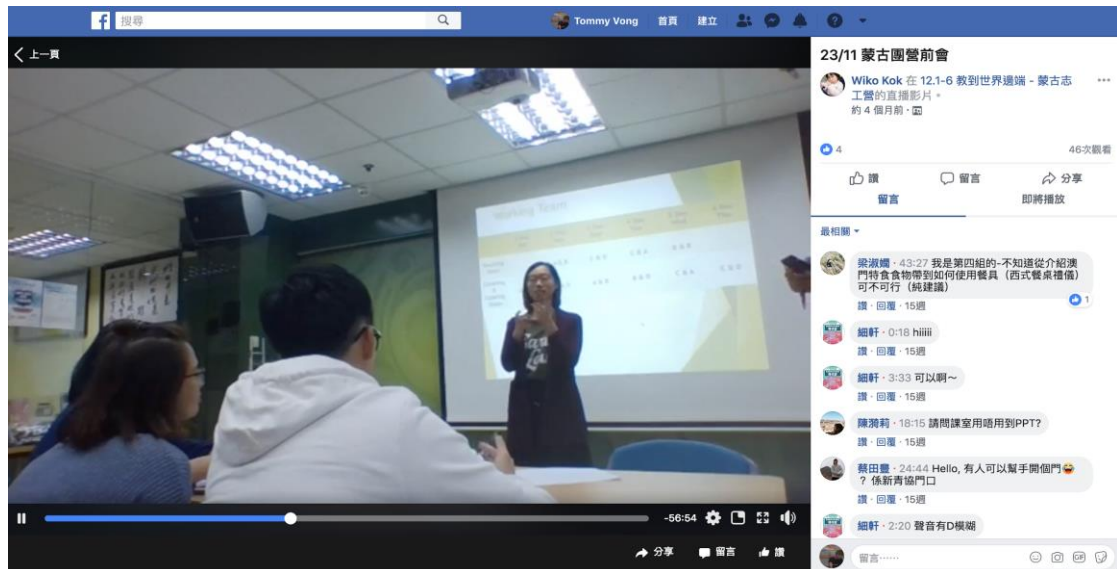 搜尋
Tommy Vong 首頁 建立
上一頁
Working Team
-56:54
分享 留言 讚
23/11 蒙古團營前會
Wiko Kok 在 12.1-6 教到世界邊端 - 蒙古志
工營的直播影片。
約 4 個月前
4 46次觀看
讚 留言 分享
留言 即將播放
最相關
梁淑嫺 · 43:27 我是第四組的-不知道從介紹澳
門特食食物帶到如何使用餐具（西式餐桌禮儀）
可不可行（純建議）
1
讚 · 回覆 · 15週
細軒 · 0:18 hiiiii
讚 · 回覆 · 15週
細軒 · 3:33 可以啊～
讚 · 回覆 · 15週
陳漪莉 · 18:15 請問課室用唔用到PPT?
讚 · 回覆 · 15週
蔡田豊 · 24:44 Hello, 有人可以幫手開個門
？ 係新青協門口
讚 · 回覆 · 15週
細軒 · 2:20 聲音有D模糊
留言…… GIF